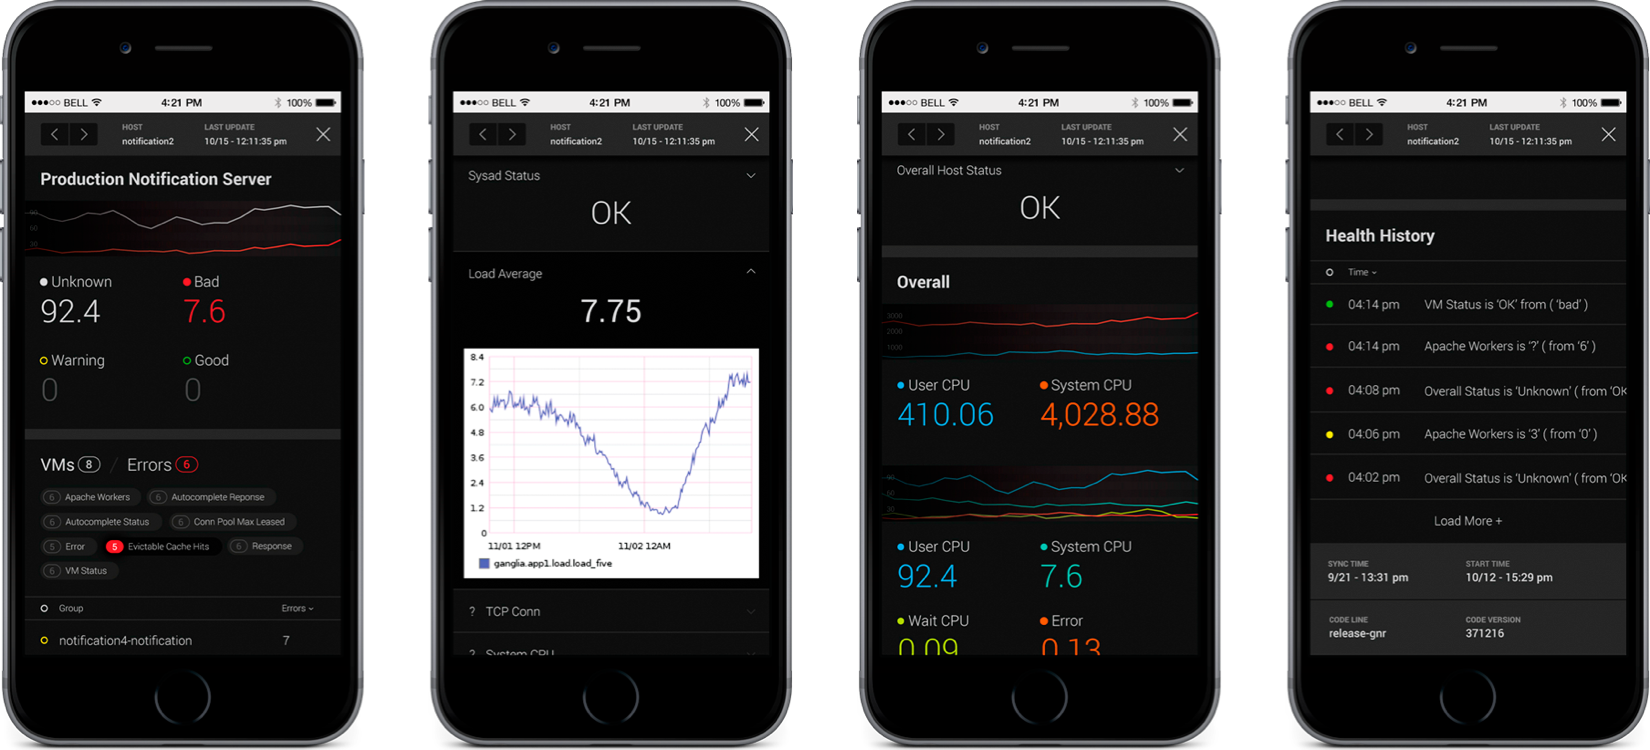 BELL 4:21 PM 100%
HOST LAST UPDATE
notification2 10/15 - 12:11:35 pm
Production Notification Server
90
60
30
Unknown Bad
92.4 7.6
Warning Good
0 0
VMs 8 / Errors 6
6 Apache Workers 6 Autocomplete Reponse
6 Autocomplete Status 6 Conn Pool Max Leased
5 Error 5 Evictable Cache Hits 6 Response
6 VM Status
Group Errors
notification4-notification 7
BELL 4:21 PM 100%
HOST LAST UPDATE
notification2 10/15 - 12:11:35 pm
Sysad Status
OK
Load Average
7.75
8.4
7.2
6.0
4.8
3.6
2.4
1.2
0
11/01 12PM 11/02 12AM
ganglia.app1.load.load_five
? TCP Conn
? System CPU
BELL 4:21 PM 100%
HOST LAST UPDATE
notification2 10/15 - 12:11:35 pm
Overall Host Status
OK
Overall
3000
2000
1000
User CPU System CPU
410.06 4,028.88
90
60
30
User CPU System CPU
92.4 7.6
Wait CPU Error
0.09 0.13
BELL 4:21 PM 100%
HOST LAST UPDATE
notification2 10/15 - 12:11:35 pm
Health History
Time
04:14 pm VM Status is ‘OK’ from ( ‘bad’ )
04:14 pm Apache Workers is ‘?’ ( from ‘6’ )
04:08 pm Overall Status is ‘Unknown’ ( from ‘OK
04:06 pm Apache Workers is ‘3’ ( from ‘0’ )
04:02 pm Overall Status is ‘Unknown’ ( from ‘OK
Load More +
SYNC TIME START TIME
9/21 - 13:31 pm 10/12 - 15:29 pm
CODE LINE CODE VERSION
release-gnr 371216